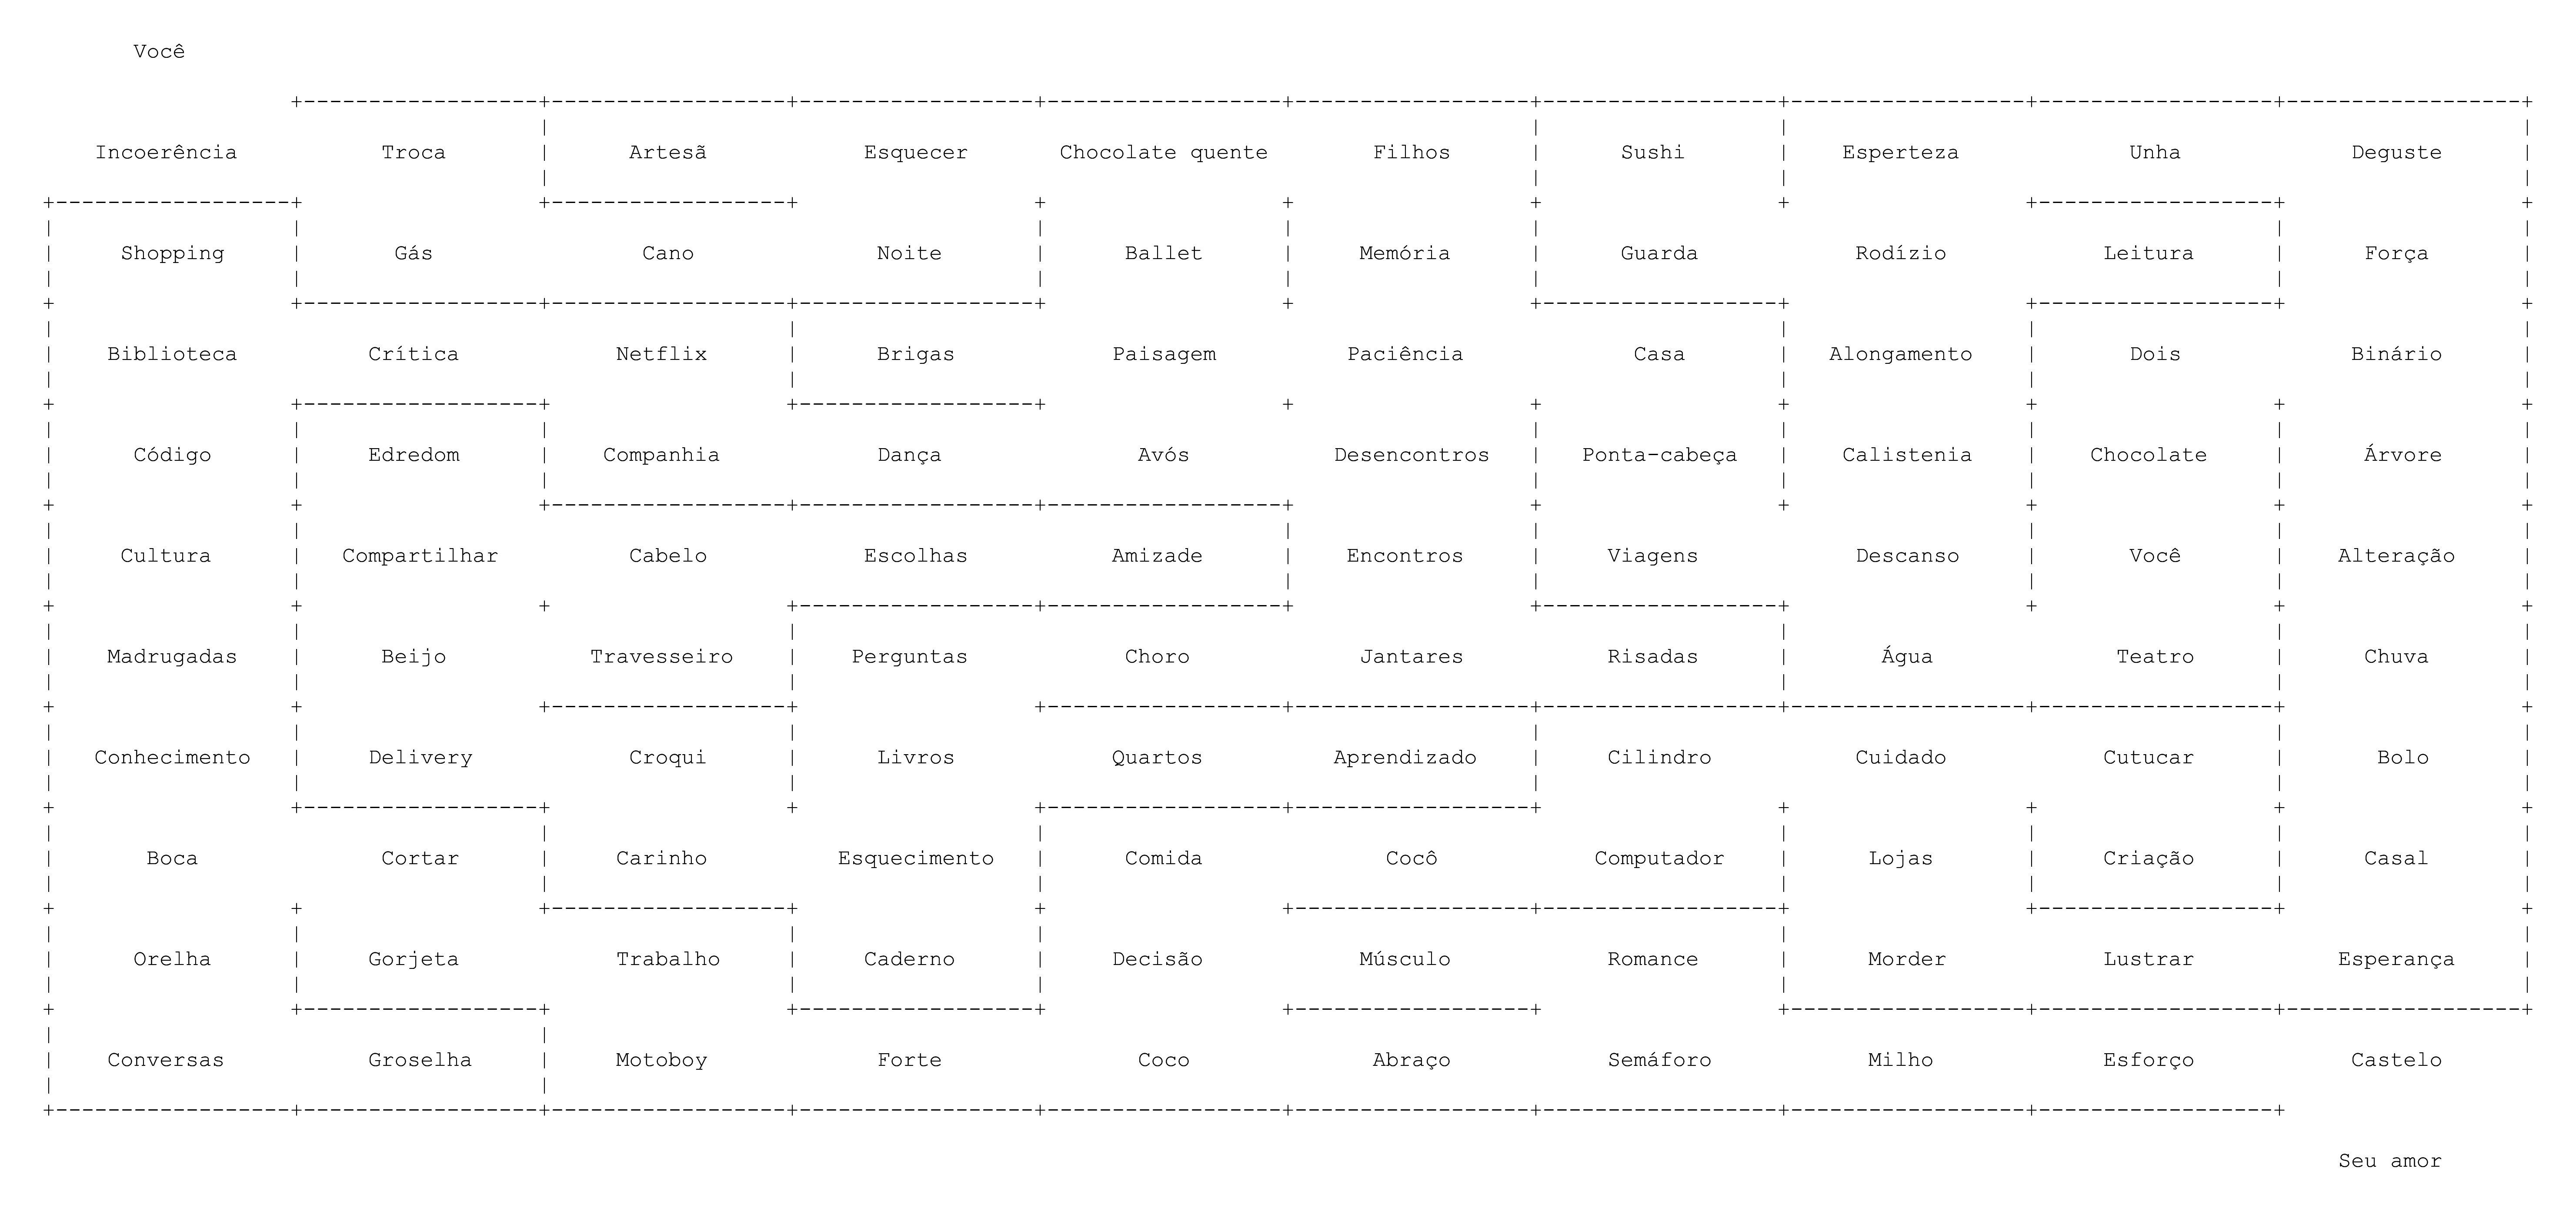 Você
Incoerência Troca Artesã Esquecer Chocolate quente Filhos Sushi Esperteza Unha Deguste
Shopping Gás Cano Noite Ballet Memória Guarda Rodízio Leitura Força
Biblioteca Crítica Netflix Brigas Paisagem Paciência Casa Alongamento Dois Binário
Código Edredom Companhia Dança Avós Desencontros Ponta-cabeça Calistenia Chocolate Árvore
Cultura Compartilhar Cabelo Escolhas Amizade Encontros Viagens Descanso Você Alteração
Madrugadas Beijo Travesseiro Perguntas Choro Jantares Risadas Água Teatro Chuva
Conhecimento Delivery Croqui Livros Quartos Aprendizado Cilindro Cuidado Cutucar Bolo
Boca Cortar Carinho Esquecimento Comida Cocô Computador Lojas Criação Casal
Orelha Gorjeta Trabalho Caderno Decisão Músculo Romance Morder Lustrar Esperança
Conversas Groselha Motoboy Forte Coco Abraço Semáforo Milho Esforço Castelo
Seu amor